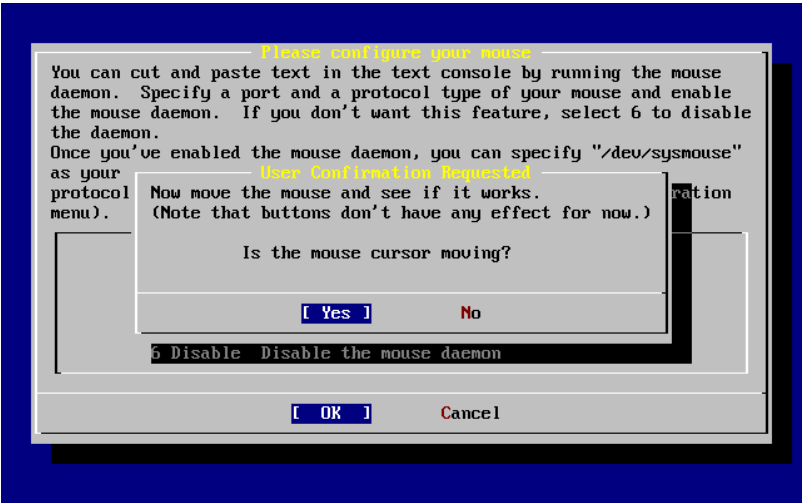 Please configure your mouse
You can cut and paste text in the text console by running the mouse
daemon.  Specify a port and a protocol type of your mouse and enable
the mouse daemon.  If you don't want this feature, select 6 to disable
the daemon.
Once you've enabled the mouse daemon, you can specify "/dev/sysmouse"
as your
User Confirmation Requested
protocol
ration
menu).
Now move the mouse and see if it works.
(Note that buttons don't have any effect for now.)
Is the mouse cursor moving?
[ Yes ]    No
6 Disable  Disable the mouse daemon
[  OK  ]    Cancel